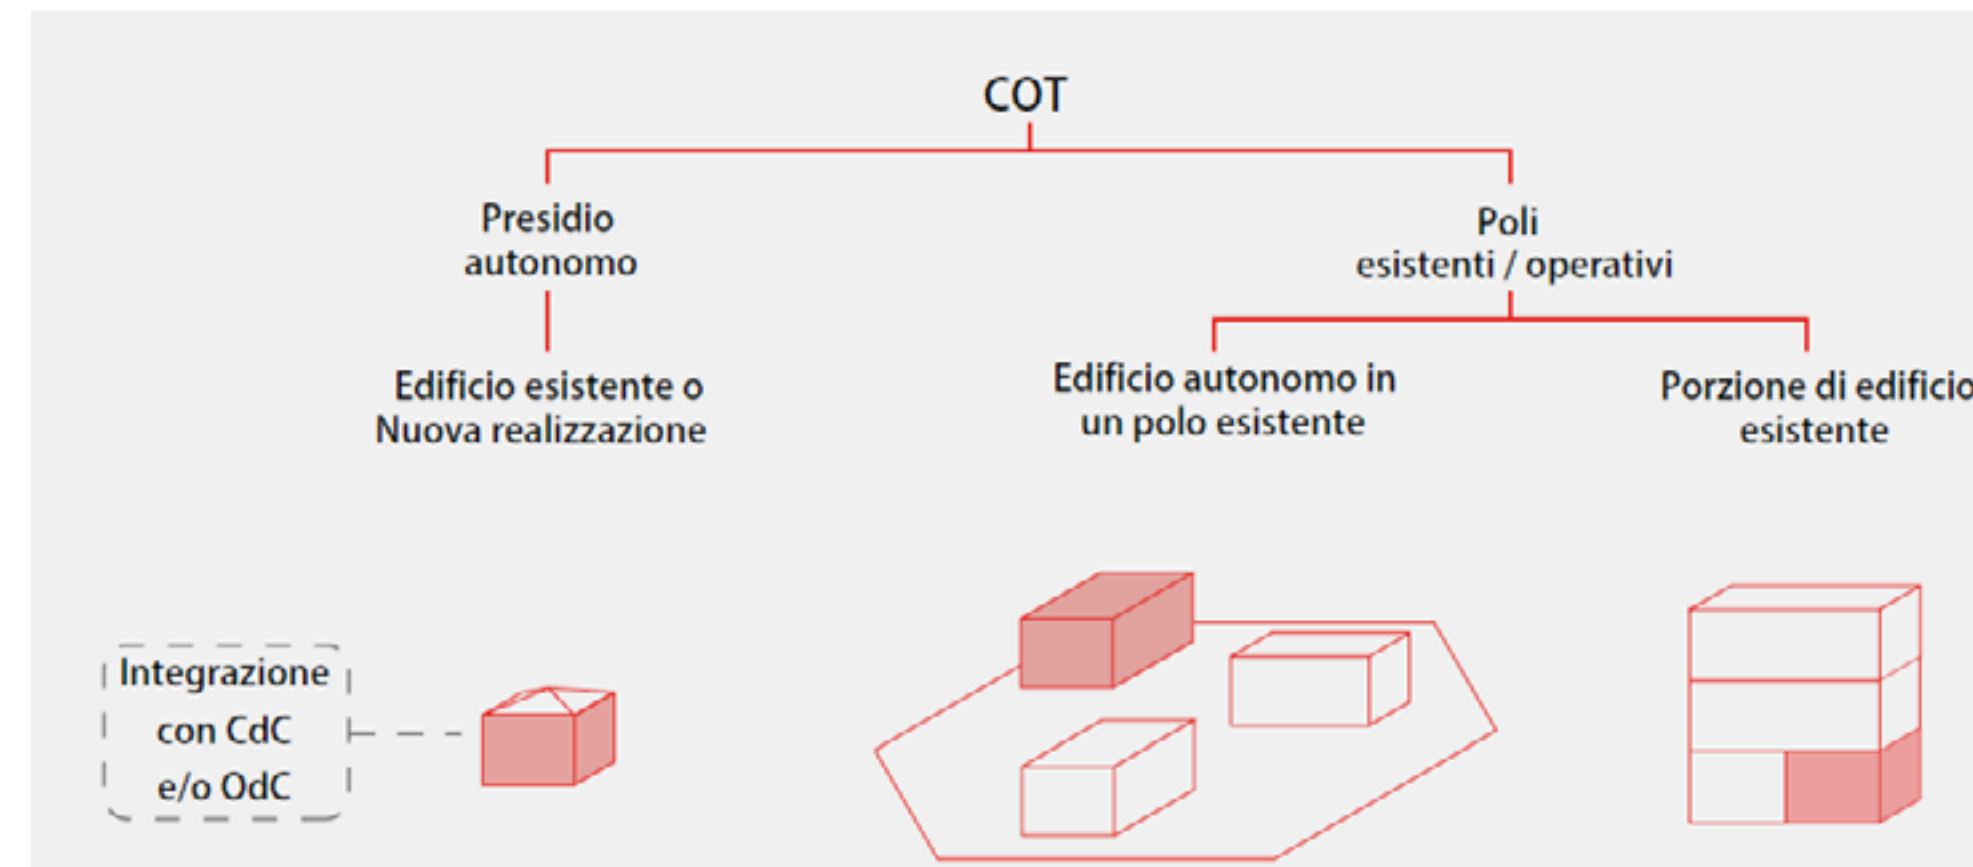 COT
Presidio
autonomo
Poli
esistenti / operativi
Edificio esistente o
Nuova realizzazione
Edificio autonomo in
un polo esistente
Porzione di edificio
esistente
Integrazione
con CdC
e/o OdC